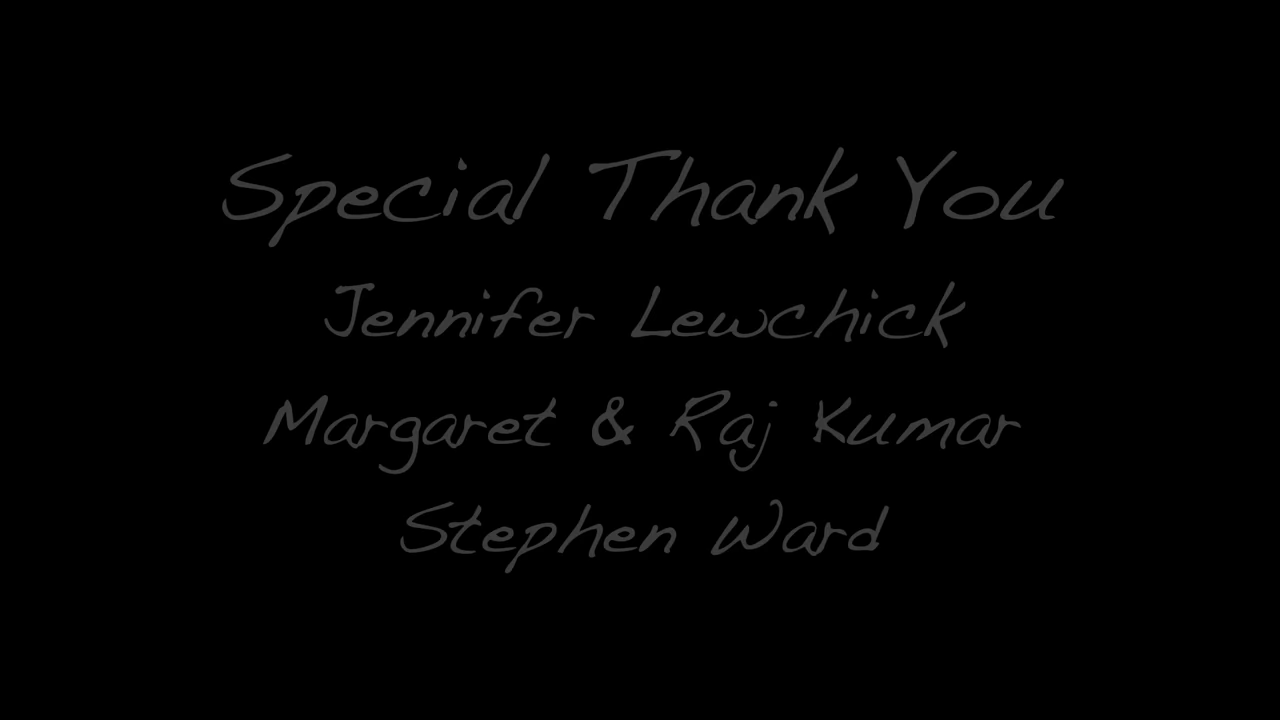 Special Thank You
Jennifer Lewchick
Margaret & Raj Kumar
Stephen Ward